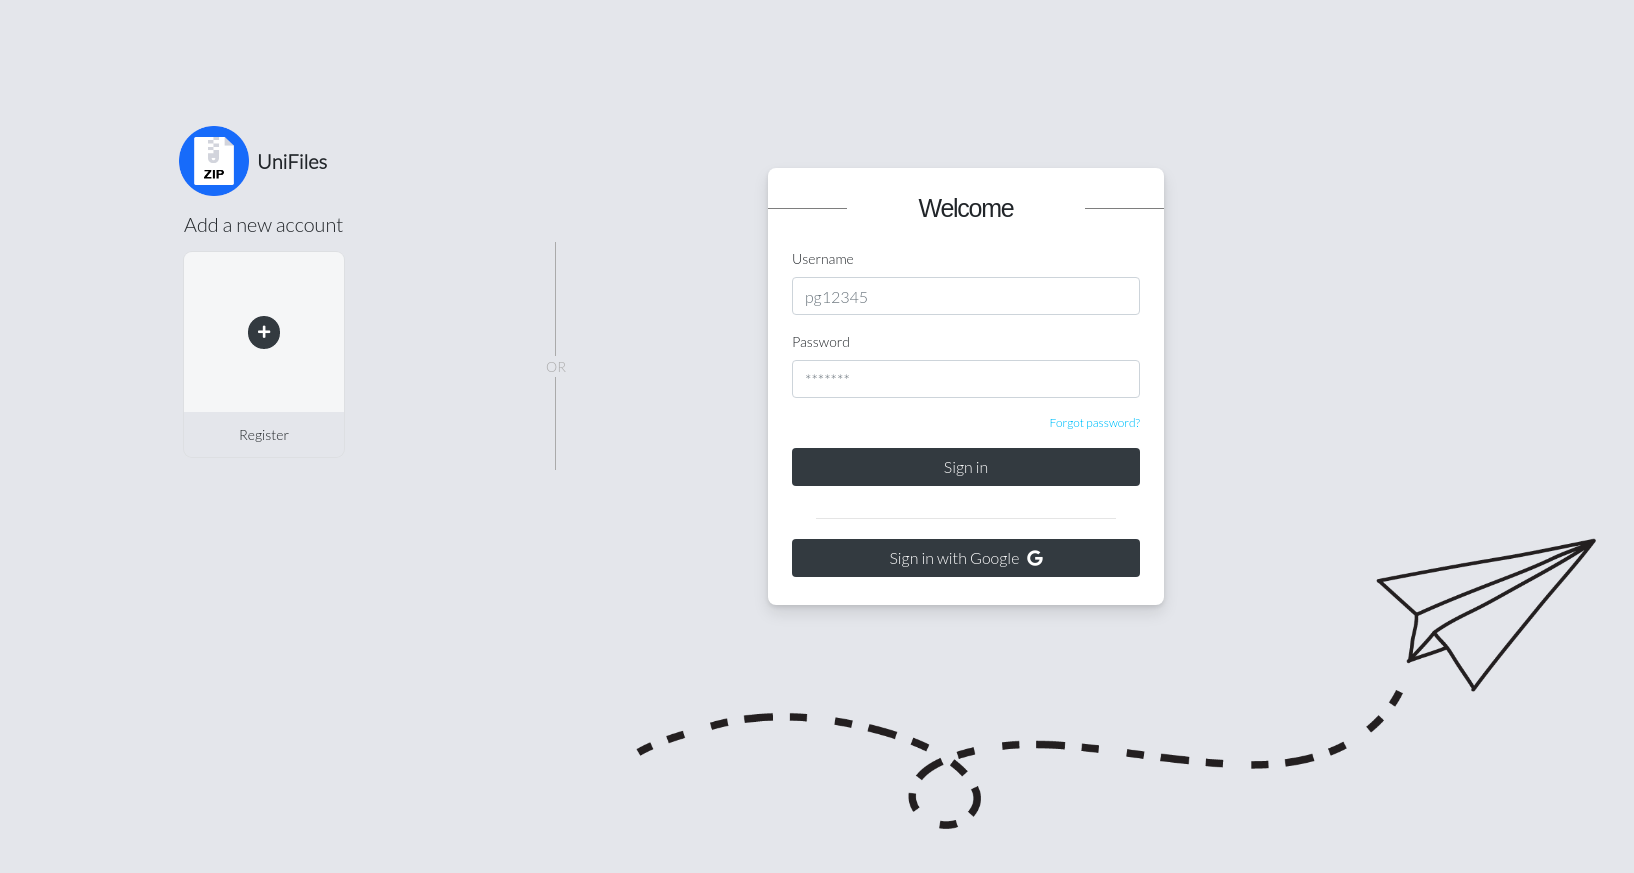 ZIP
UniFiles
Add a new account
Register
OR
Welcome
Username
pg12345
Password
*******
Forgot password?
Sign in
Sign in with Google G